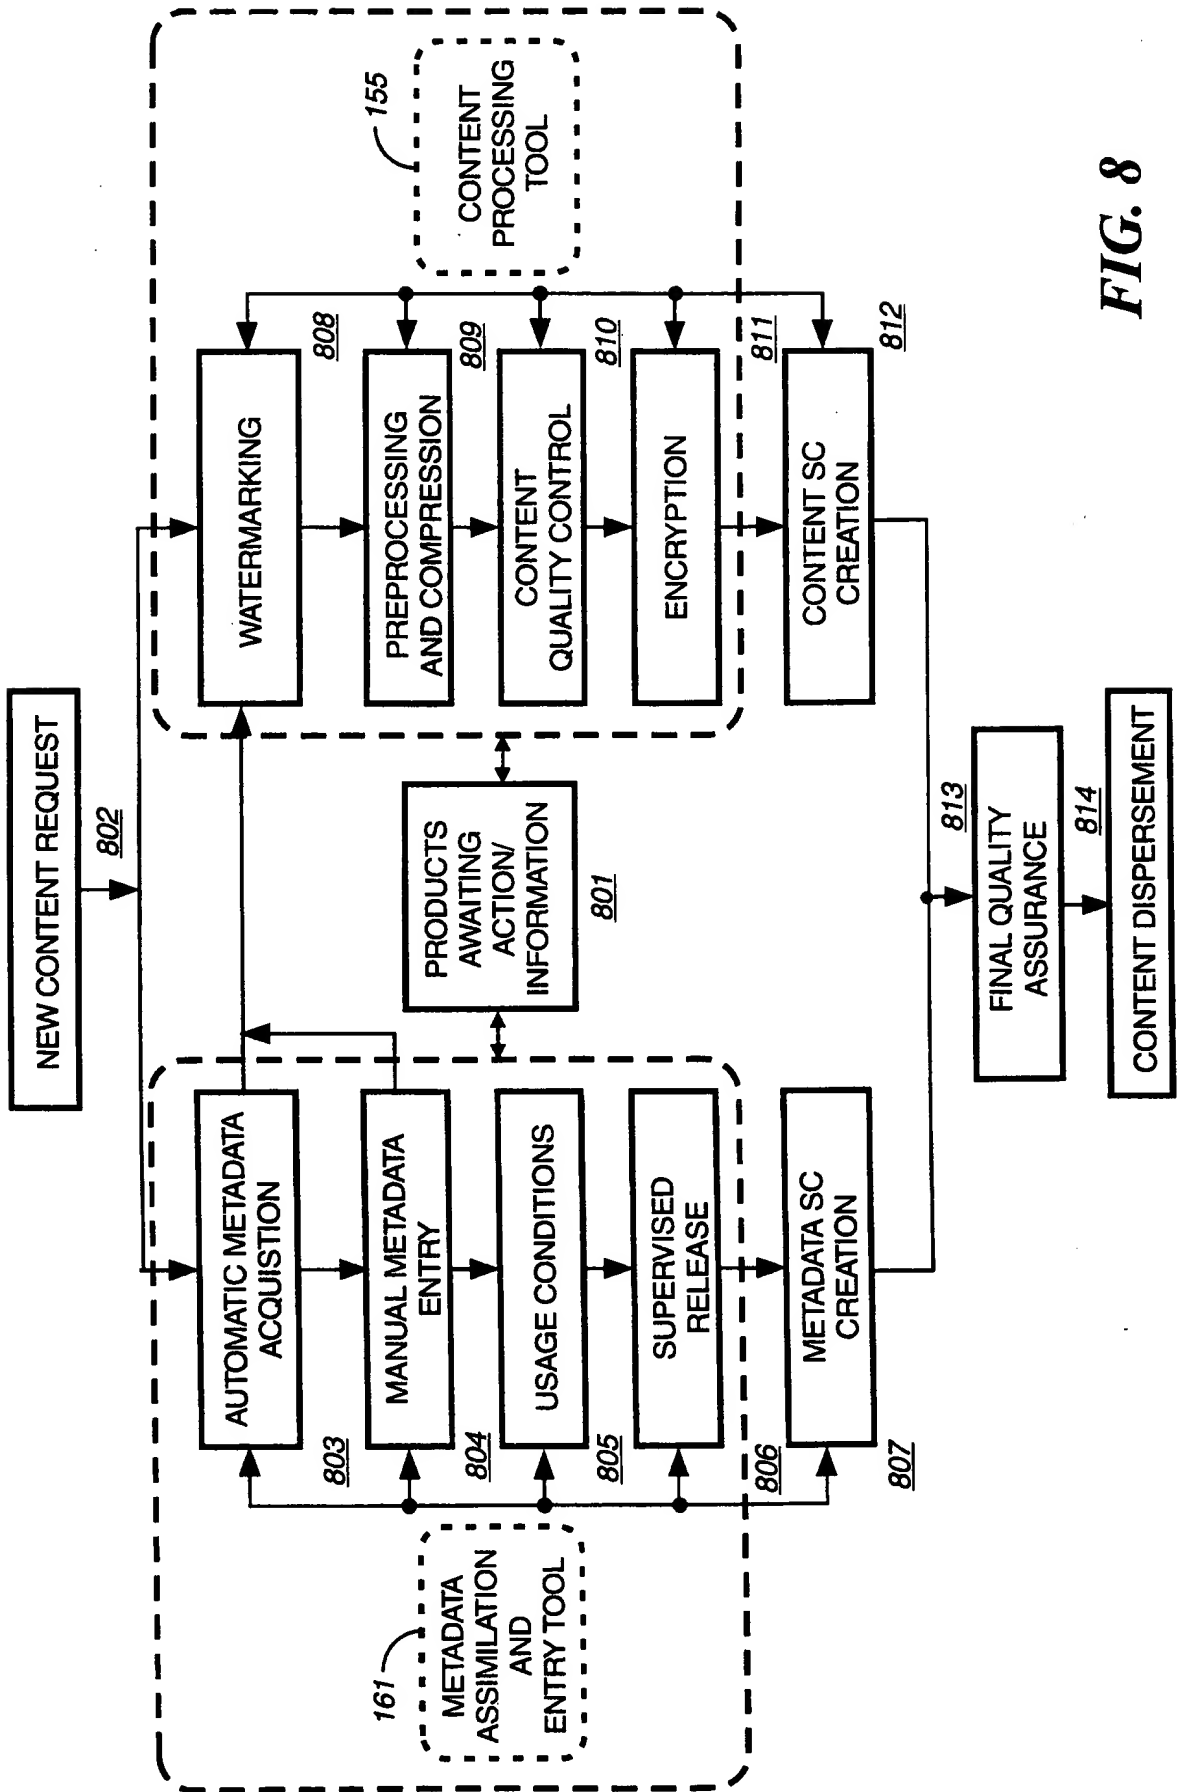 NEW CONTENT REQUEST
802
161
METADATA
ASSIMILATION
AND
ENTRY TOOL
AUTOMATIC METADATA
ACQUISTION
803
MANUAL METADATA
ENTRY
804
USAGE CONDITIONS
805
SUPERVISED
RELEASE
806
METADATA SC
CREATION
807
PRODUCTS
AWAITING
ACTION/
INFORMATION
801
WATERMARKING
808
PREPROCESSING
AND COMPRESSION
809
CONTENT
QUALITY CONTROL
810
ENCRYPTION
811
CONTENT SC
CREATION
812
155
CONTENT
PROCESSING
TOOL
FINAL QUALITY
ASSURANCE
813
CONTENT DISPERSEMENT
814
FIG. 8